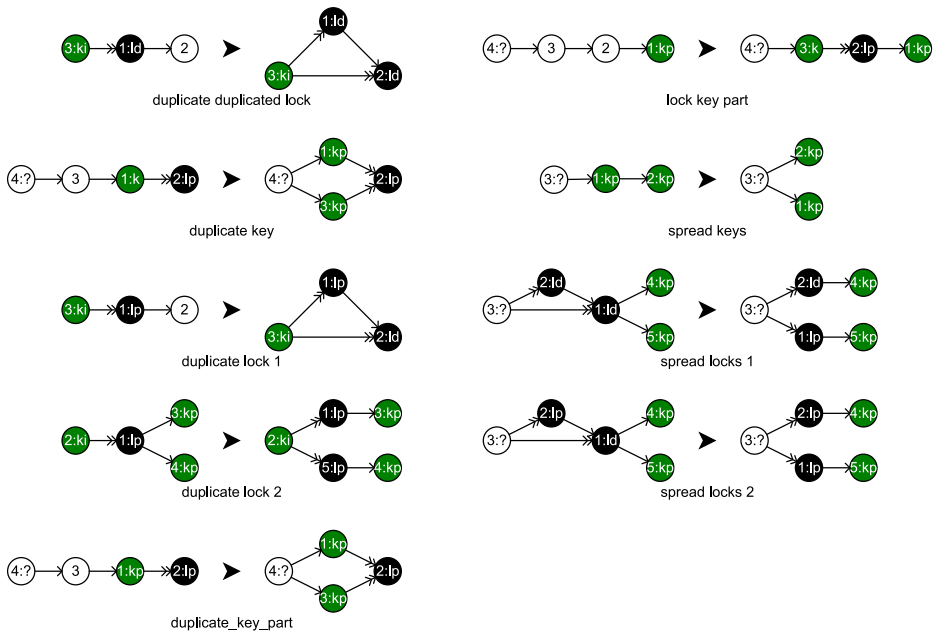 3:ki 1:ld 2 1:ld 3:ki 2:ld
duplicate duplicated lock
4:? 3 2 1:kp 4:? 3:k 2:lp 1:kp
lock key part
4:? 3 1:k 2:lp 4:? 1:kp 3:kp 2:lp
duplicate key
3:? 1:kp 2:kp 3:? 2:kp 1:kp
spread keys
3:ki 1:lp 2 1:lp 3:ki 2:ld
duplicate lock 1
3:? 2:ld 1:ld 4:kp 5:kp 3:? 2:ld 4:kp 1:lp 5:kp
spread locks 1
2:ki 1:lp 3:kp 4:kp 2:ki 1:lp 3:kp 5:lp 4:kp
duplicate lock 2
3:? 2:lp 1:ld 4:kp 5:kp 3:? 2:lp 4:kp 1:lp 5:kp
spread locks 2
4:? 3 1:kp 2:lp 4:? 1:kp 3:kp 2:lp
duplicate_key_part